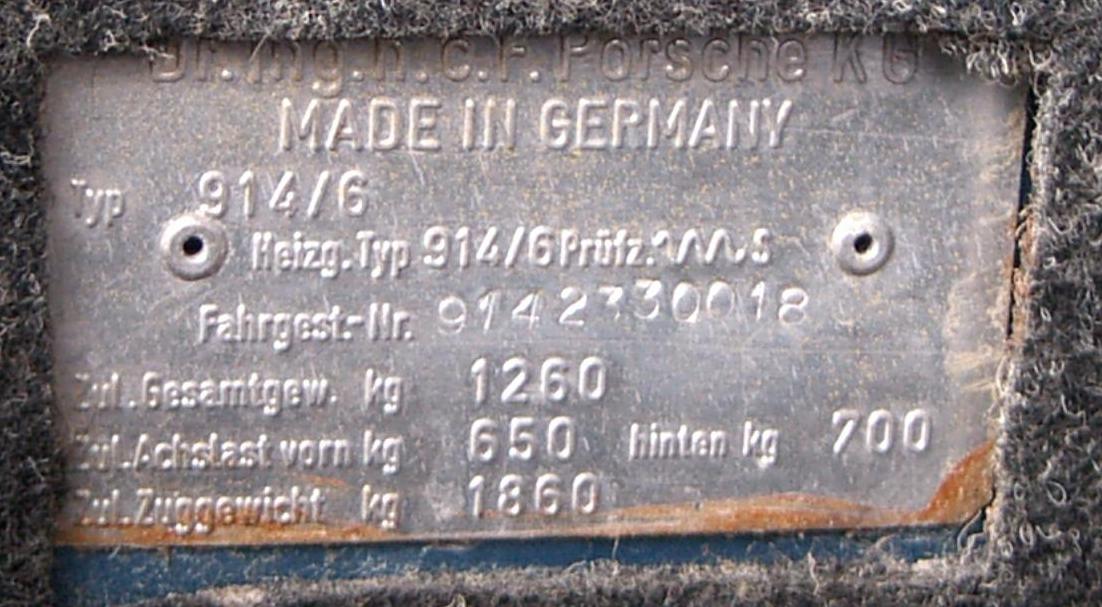 Dr. Ing. h. c. F. Porsche KG
MADE IN GERMANY
Typ 914/6
Heizg. Typ 914/6 Prüfz. S
Fahrgest.-Nr. 9142330018
Zul. Gesamtgew. kg 1260
Zul. Achslast vorn kg 650 hinten kg 700
Zul. Zuggewicht kg 1860